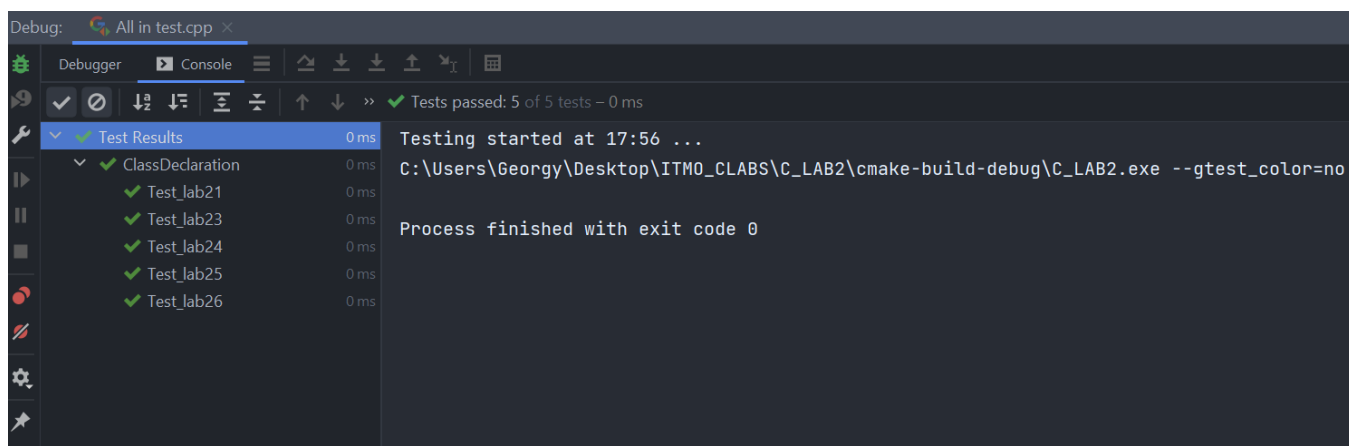 Debug: All in test.cpp ×
Debugger Console
Tests passed: 5 of 5 tests – 0 ms
Test Results 0 ms
ClassDeclaration 0 ms
Test_lab21 0 ms
Test_lab23 0 ms
Test_lab24 0 ms
Test_lab25 0 ms
Test_lab26 0 ms
Testing started at 17:56 ...
C:\Users\Georgy\Desktop\ITMO_CLABS\C_LAB2\cmake-build-debug\C_LAB2.exe --gtest_color=no
Process finished with exit code 0